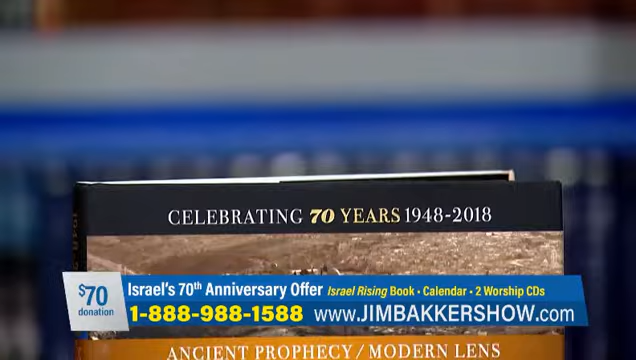 CELEBRATING 70 YEARS 1948-2018
$70 donation
Israel's 70th Anniversary Offer Israel Rising Book • Calendar • 2 Worship CDs
1-888-988-1588 www.JIMBAKKERSHOW.com
ANCIENT PROPHECY/MODERN LENS